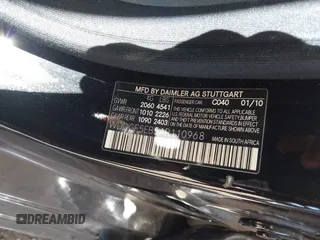 MFD BY DAIMLER AG STUTTGART
KG LBS PASSENGER CAR C040 01/10
GVWR 2060 4541
GAWR FRONT 1010 2226
GAWR REAR 1090 2403
THIS VEHICLE CONFORMS TO ALL APPLICABLE
U.S. FEDERAL MOTOR VEHICLE SAFETY BUMPER
AND THEFT PREVENTION STANDARDS IN EFFECT
ON THE DATE OF MANUFACTURE SHOWN ABOVE
MADE IN SOUTH AFRICA
DREAMBID